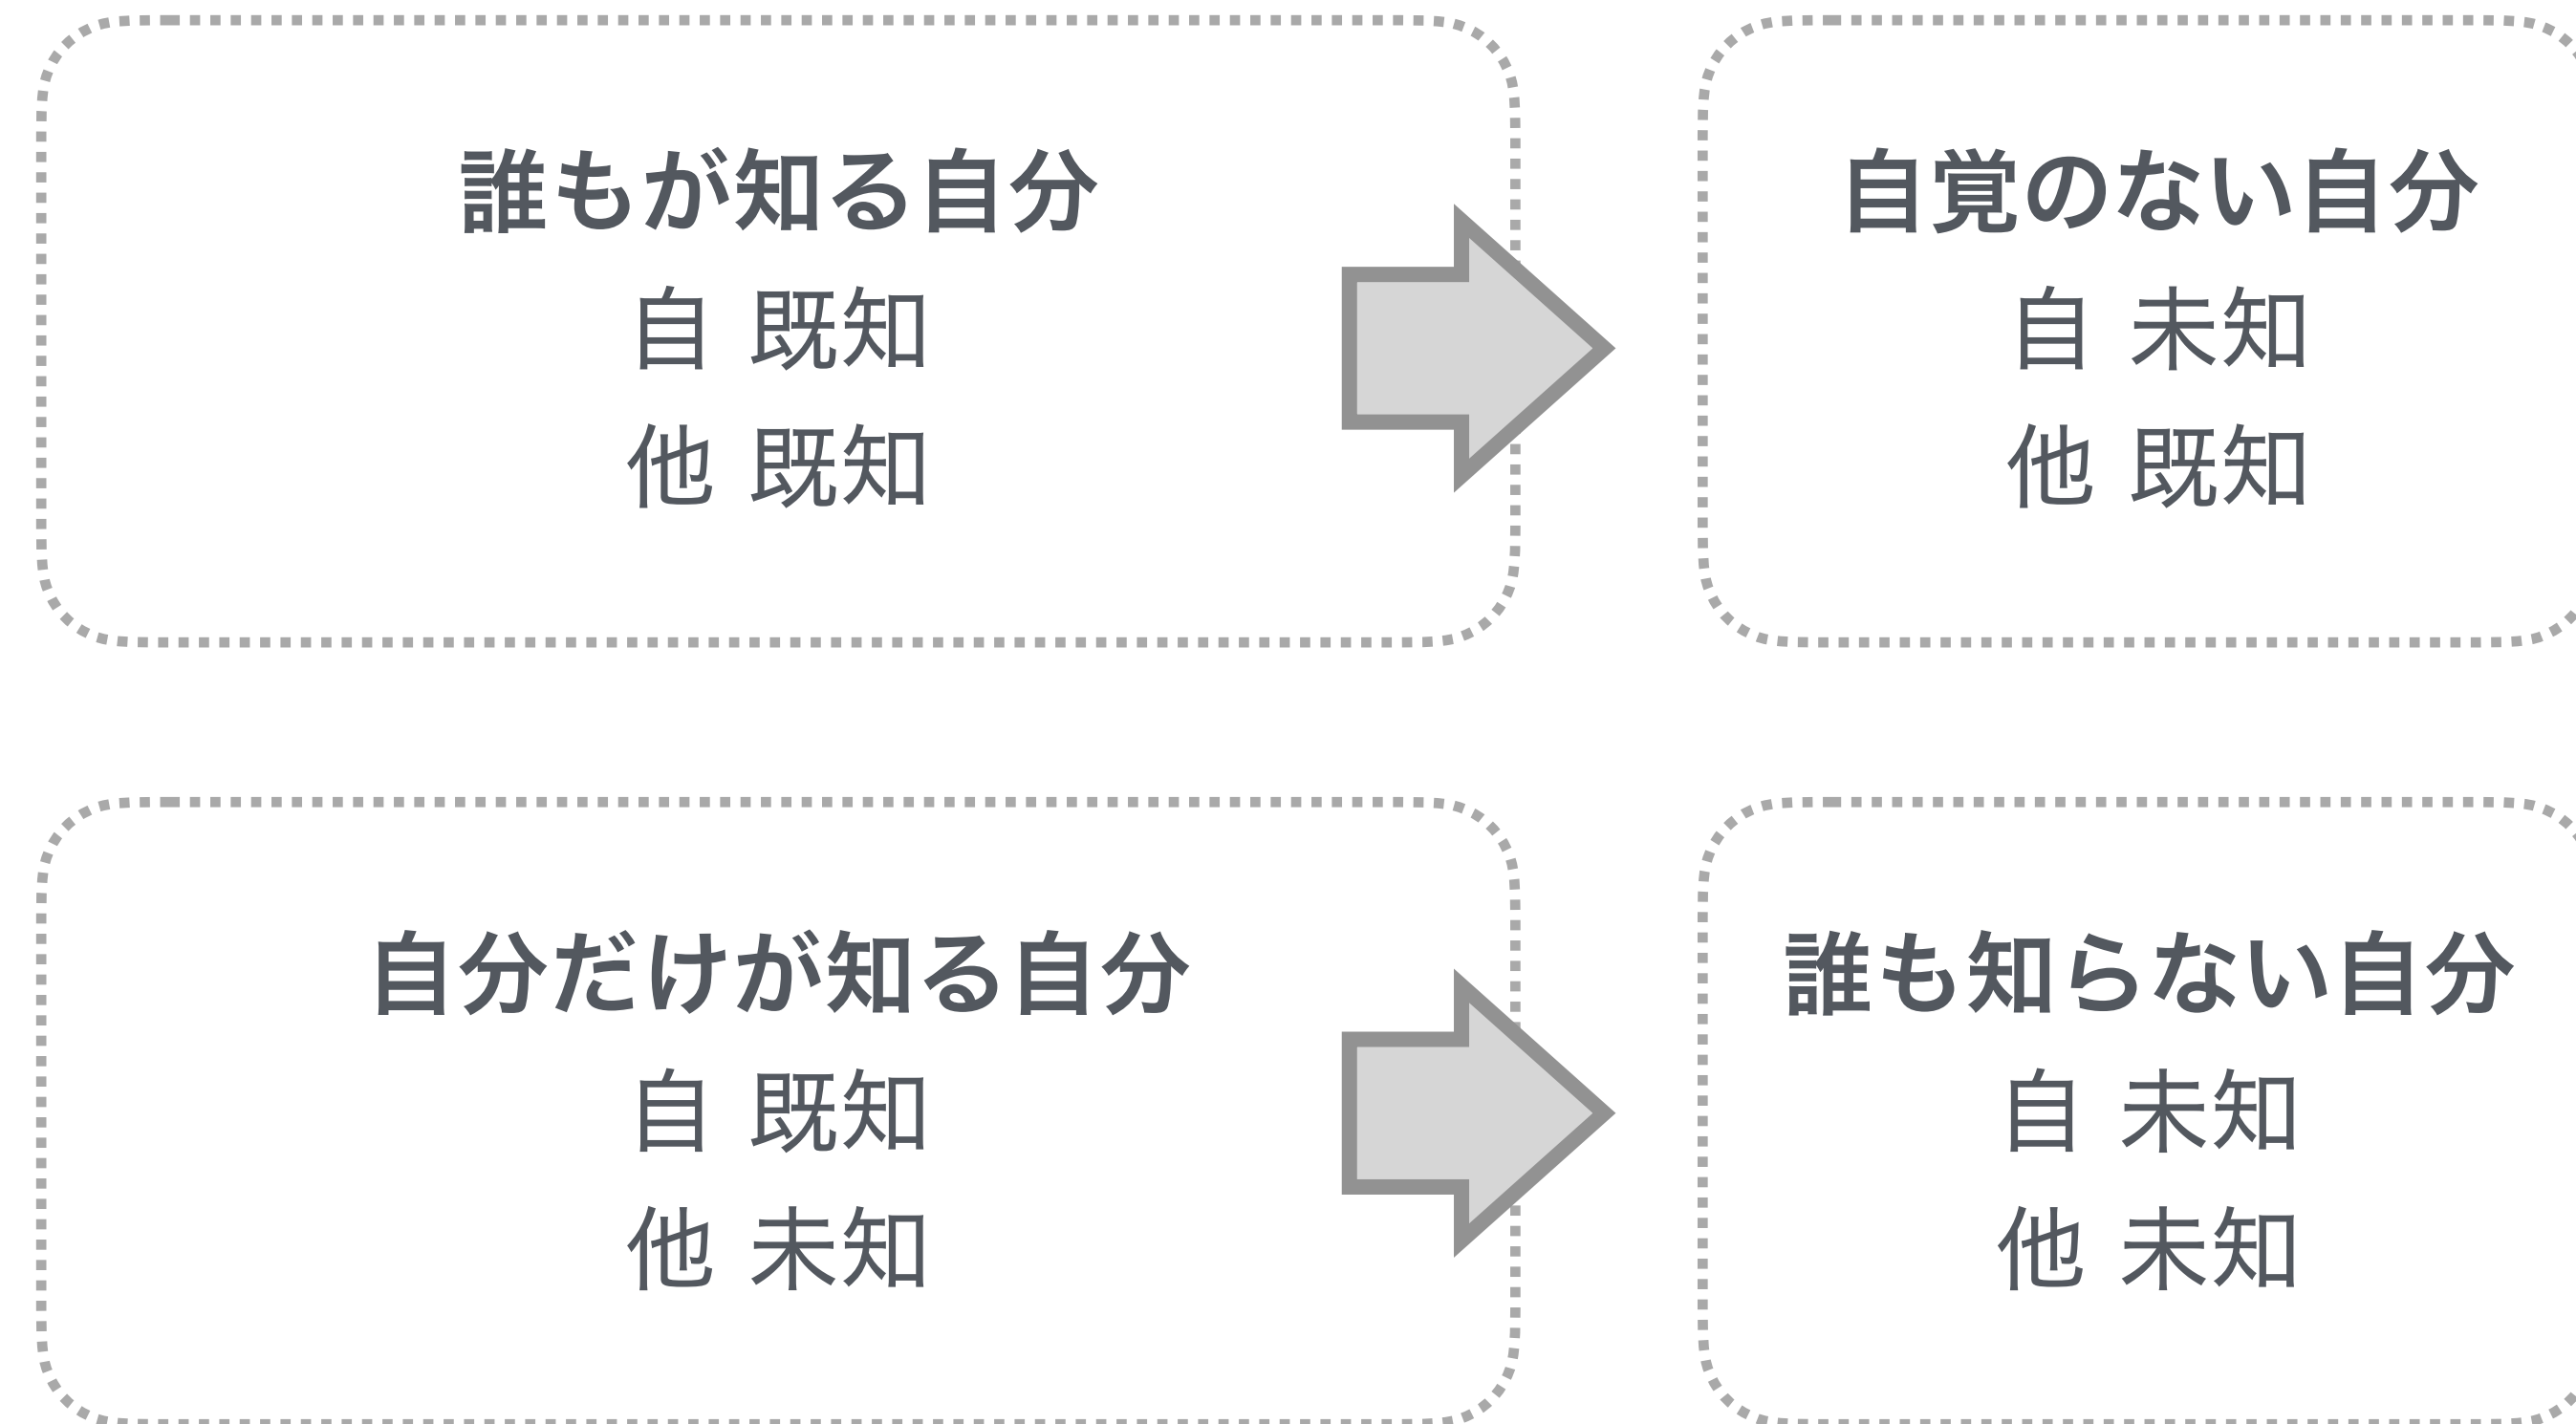 誰もが知る自分
自 既知
他 既知
自覚のない自分
自 未知
他 既知
自分だけが知る自分
自 既知
他 未知
誰も知らない自分
自 未知
他 未知